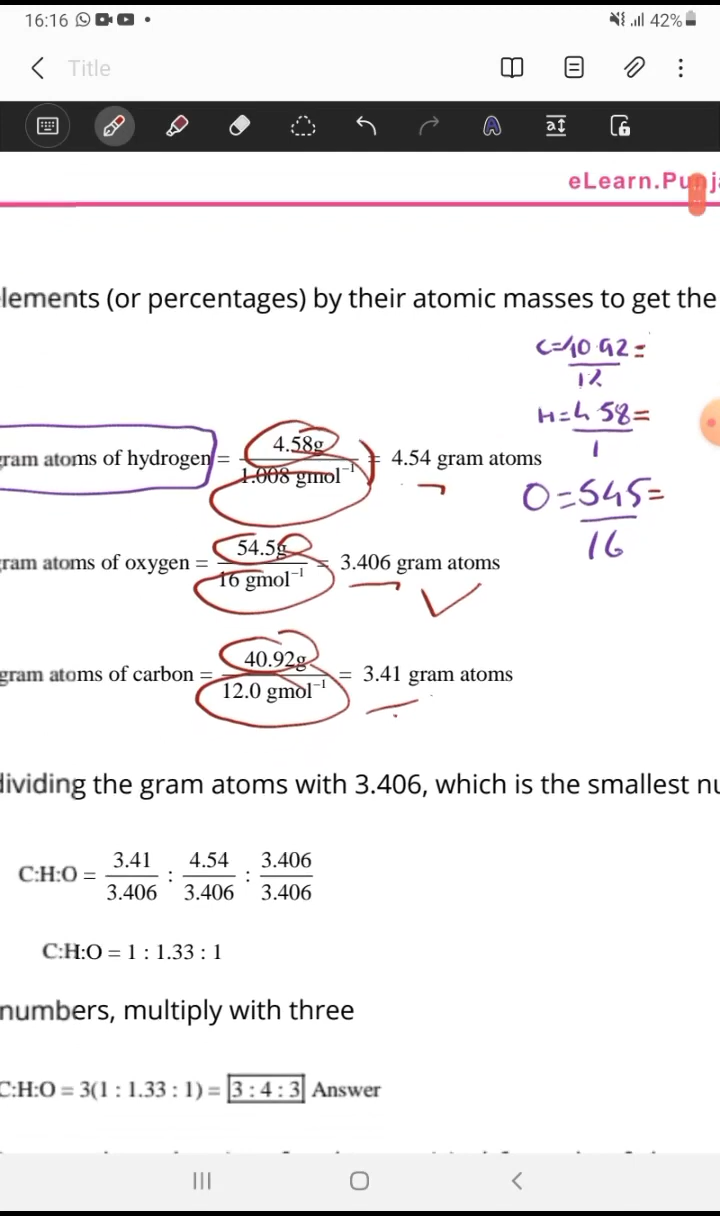 16:16 42%
Title
eLearn.Punj
lements (or percentages) by their atomic masses to get the
C=40.92=
12
H=4.58=
1
O=545=
16
gram atoms of hydrogen = 4.58g / 1.008 gmol⁻¹ = 4.54 gram atoms
gram atoms of oxygen = 54.5g / 16 gmol⁻¹ = 3.406 gram atoms
gram atoms of carbon = 40.92g / 12.0 gmol⁻¹ = 3.41 gram atoms
dividing the gram atoms with 3.406, which is the smallest nu
C:H:O = 3.41/3.406 : 4.54/3.406 : 3.406/3.406
C:H:O = 1 : 1.33 : 1
numbers, multiply with three
C:H:O = 3(1 : 1.33 : 1) = 3 : 4 : 3 Answer